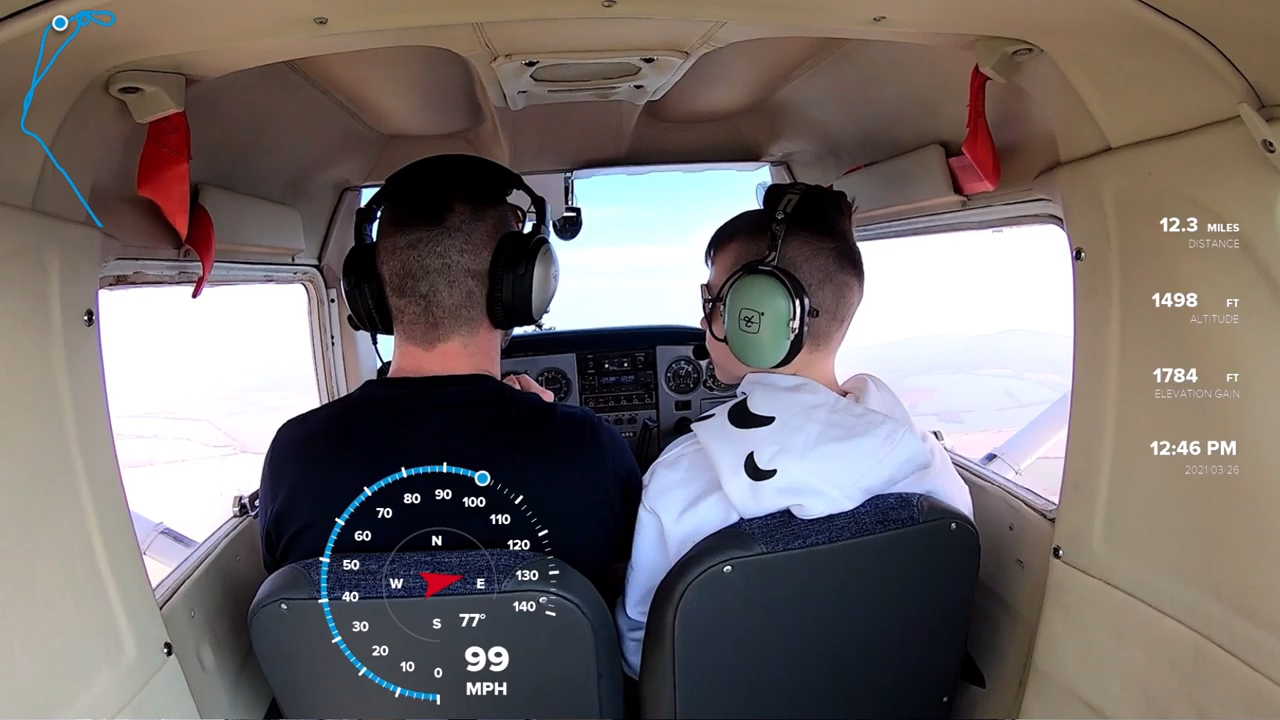 12.3 MILES
DISTANCE
1498 FT
ALTITUDE
1784 FT
ELEVATION GAIN
12:46 PM
2021/03/26
0
10
20
30
40
50
60
70
80
90
100
110
120
130
140
N
W E
S
77°
99
MPH